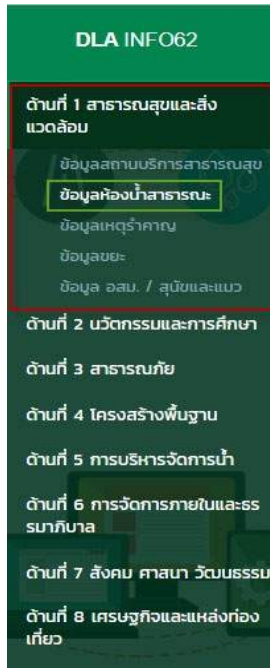 DLA INFO62
ด้านที่ 1 สาธารณสุขและสิ่ง
แวดล้อม
ข้อมูลสถานบริการสาธารณสุข
ข้อมูลห้องน้ำสาธารณะ
ข้อมูลเหตุรำคาญ
ข้อมูลขยะ
ข้อมูล อสม. / สุนัขและแมว
ด้านที่ 2 นวัตกรรมและการศึกษา
ด้านที่ 3 สาธารณภัย
ด้านที่ 4 โครงสร้างพื้นฐาน
ด้านที่ 5 การบริหารจัดการน้ำ
ด้านที่ 6 การจัดการภายในและธร
รมาภิบาล
ด้านที่ 7 สังคม ศาสนา วัฒนธรรม
ด้านที่ 8 เศรษฐกิจและแหล่งท่อง
เที่ยว